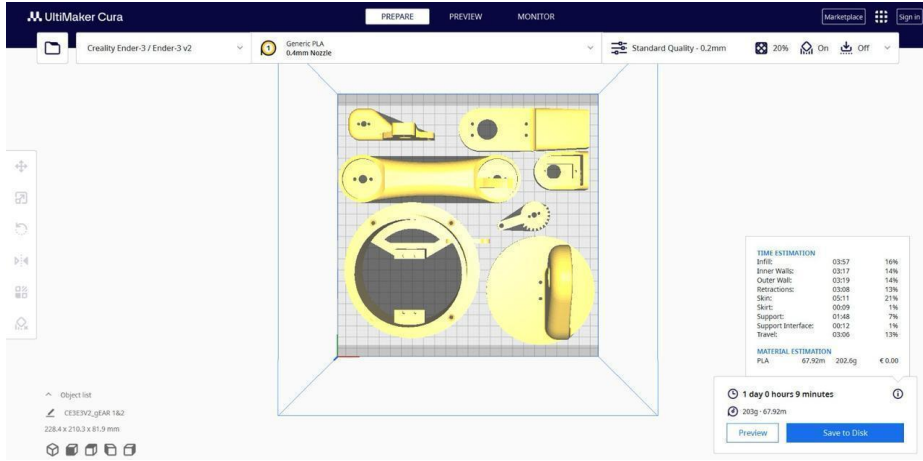 UltiMaker Cura
PREPARE PREVIEW MONITOR
Marketplace Sign in
Creality Ender-3 / Ender-3 v2
1 Generic PLA
0.4mm Nozzle
Standard Quality - 0.2mm
20% On Off
TIME ESTIMATION
Infill: 03:57 16%
Inner Walls: 03:17 14%
Outer Wall: 03:19 14%
Retractions: 03:08 13%
Skin: 05:11 21%
Skirt: 00:09 1%
Support: 01:48 7%
Support Interface: 00:12 1%
Travel: 03:06 13%
MATERIAL ESTIMATION
PLA 67.92m 202.6g € 0.00
Object list
CE3E3V2_gEAR 1&2
228.4 x 210.3 x 81.9 mm
1 day 0 hours 9 minutes
203g · 67.92m
Preview Save to Disk